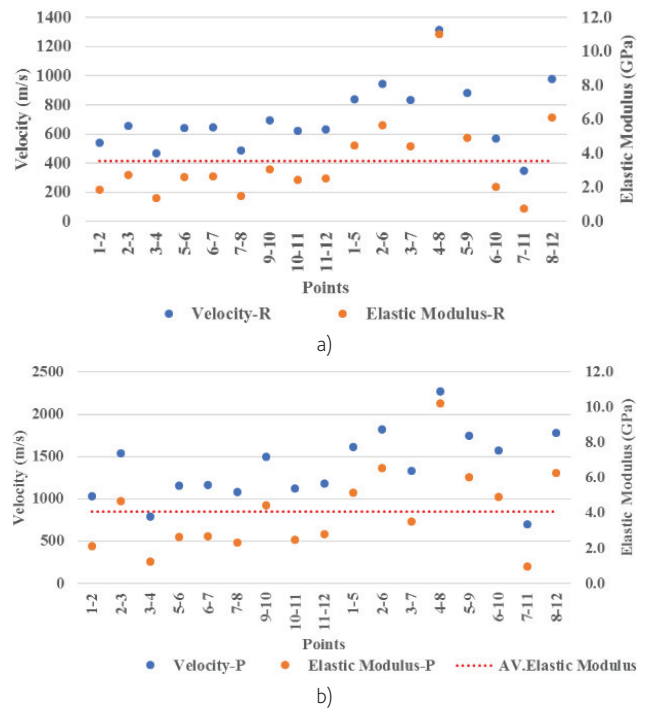 1400
1200
1000
800
600
400
200
0
Velocity (m/s)
12.0
10.0
8.0
6.0
4.0
2.0
0.0
Elastic Modulus (GPa)
1-2 2-3 3-4 5-6 6-7 7-8 9-10 10-11 11-12 1-5 2-6 3-7 4-8 5-9 6-10 7-11 8-12
Points
Velocity-R Elastic Modulus-R
a)
2500
2000
1500
1000
500
0
Velocity (m/s)
12.0
10.0
8.0
6.0
4.0
2.0
0.0
Elastic Modulus (GPa)
1-2 2-3 3-4 5-6 6-7 7-8 9-10 10-11 11-12 1-5 2-6 3-7 4-8 5-9 6-10 7-11 8-12
Points
Velocity-P Elastic Modulus-P AV.Elastic Modulus
b)